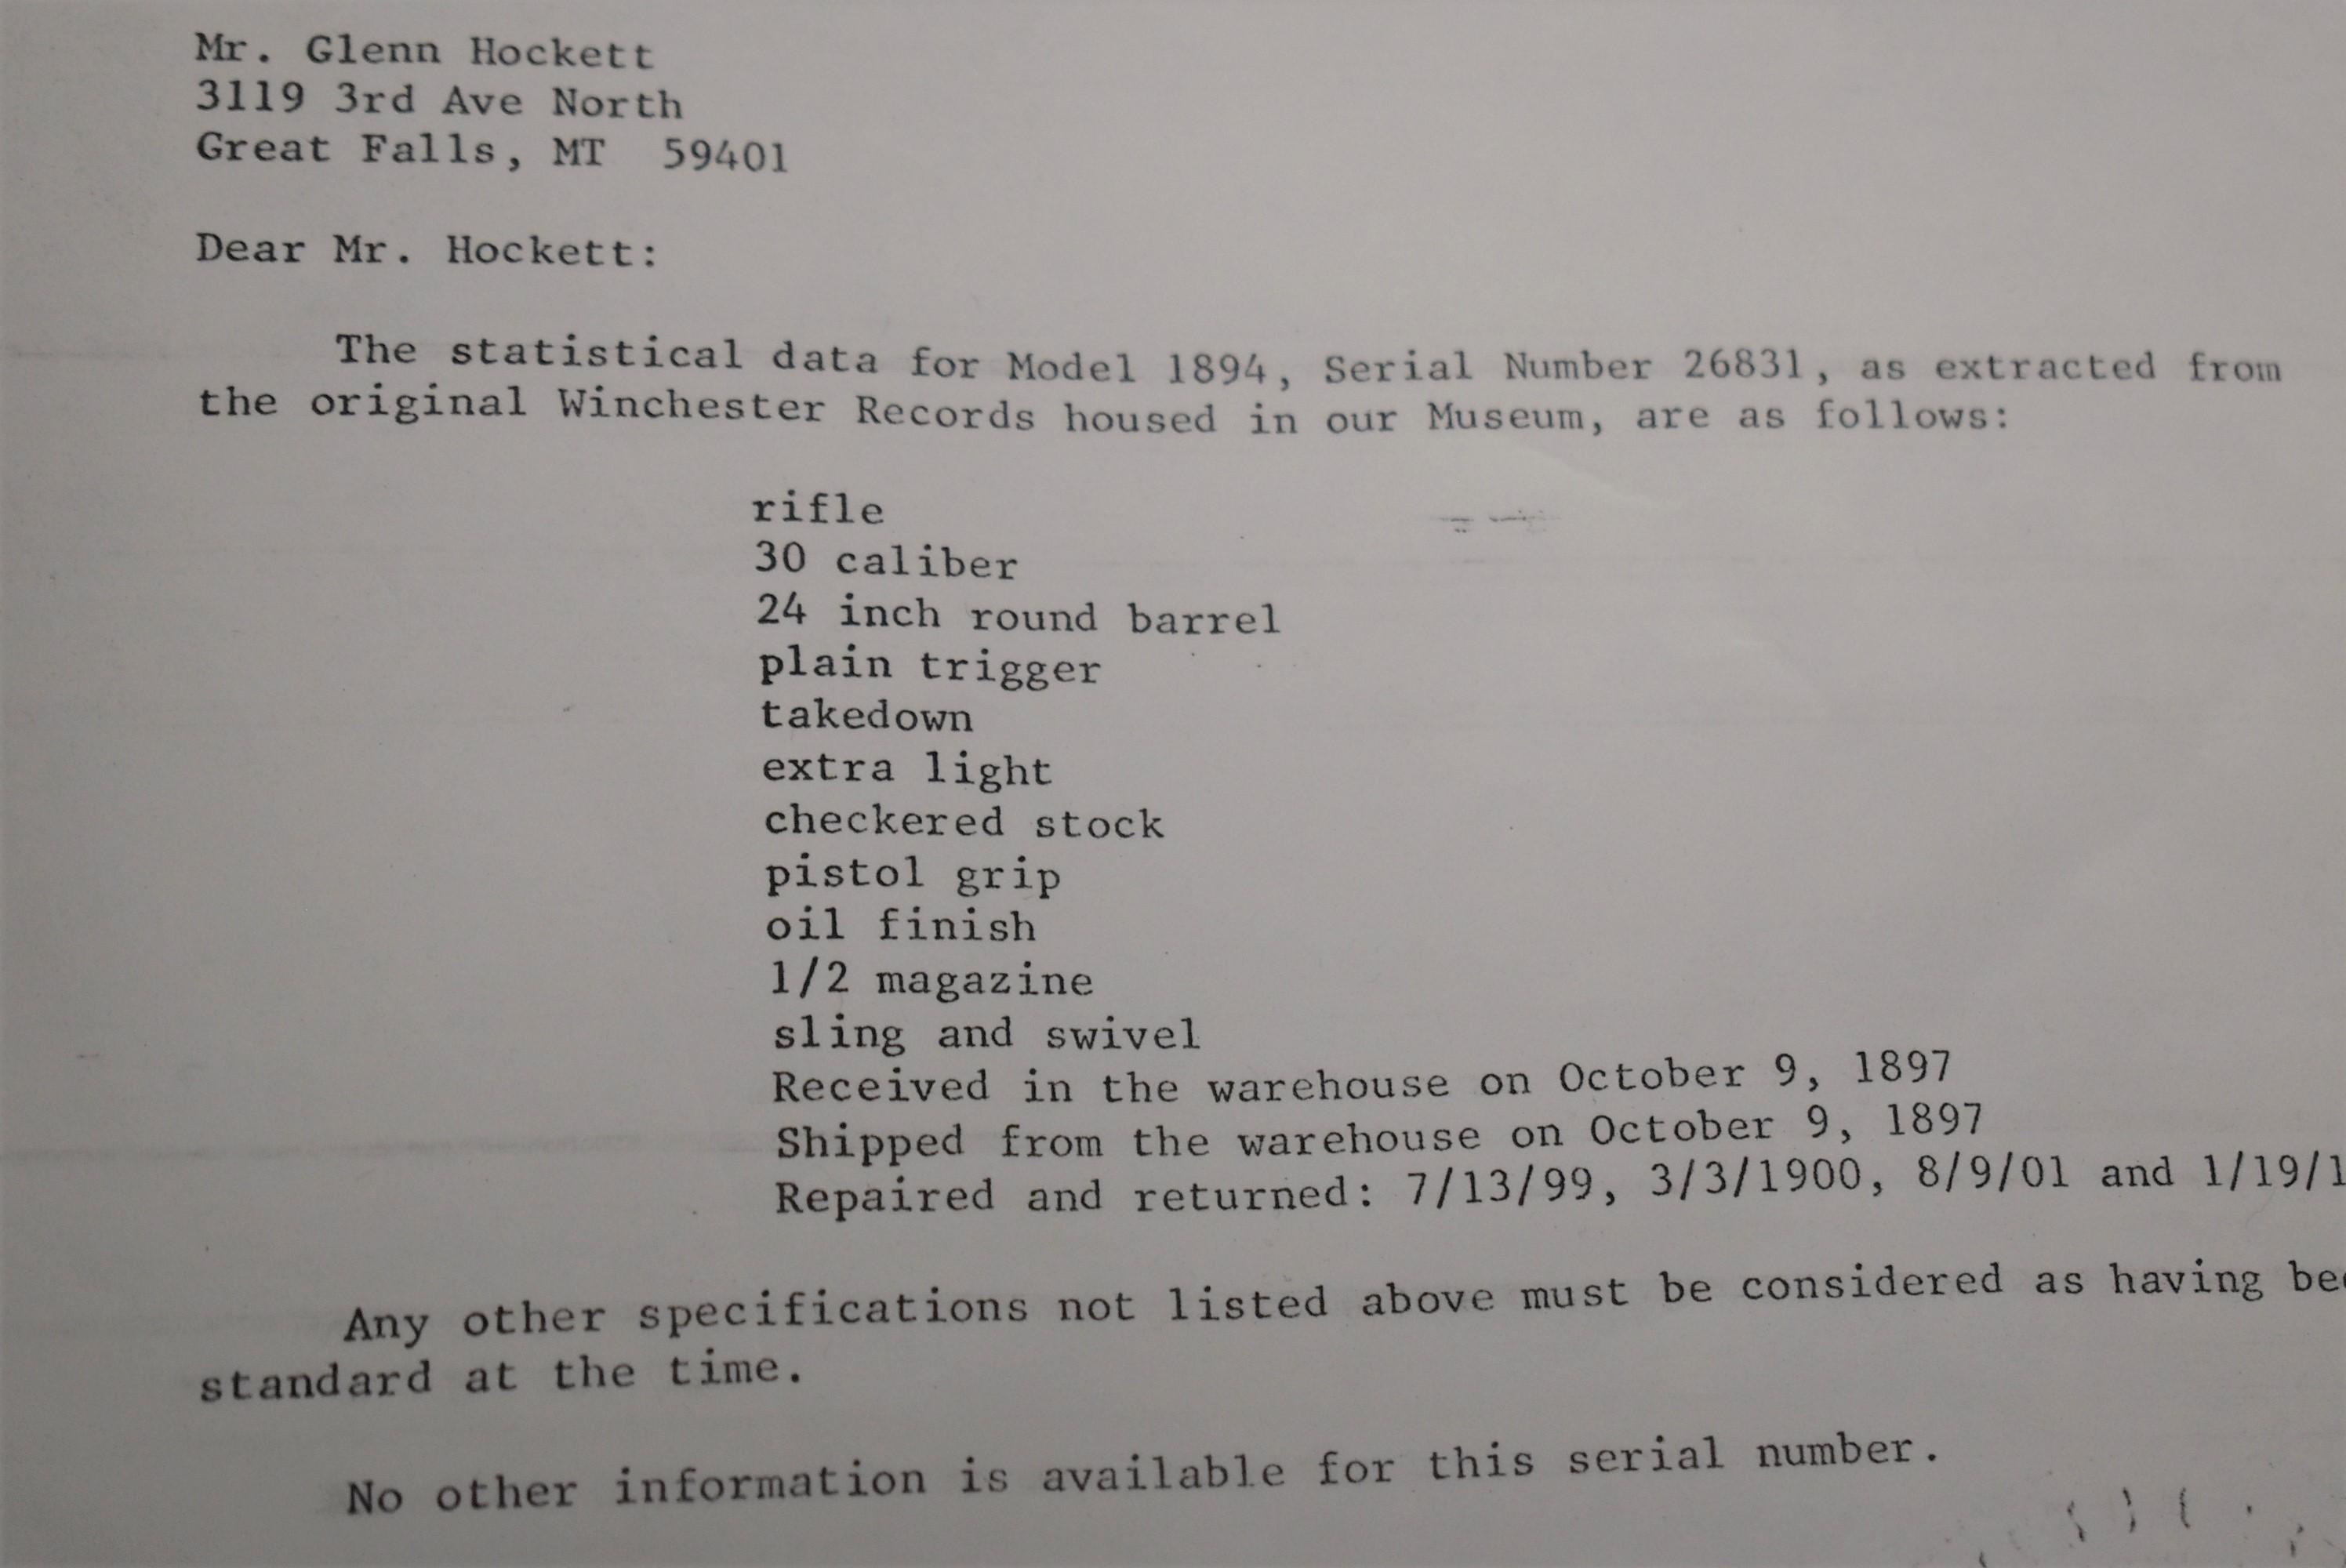 Mr. Glenn Hockett
3119 3rd Ave North
Great Falls, MT  59401
Dear Mr. Hockett:
The statistical data for Model 1894, Serial Number 26831, as extracted from
the original Winchester Records housed in our Museum, are as follows:
rifle
30 caliber
24 inch round barrel
plain trigger
takedown
extra light
checkered stock
pistol grip
oil finish
1/2 magazine
sling and swivel
Received in the warehouse on October 9, 1897
Shipped from the warehouse on October 9, 1897
Repaired and returned: 7/13/99, 3/3/1900, 8/9/01 and 1/19/1
Any other specifications not listed above must be considered as having
standard at the time.
No other information is available for this serial number.